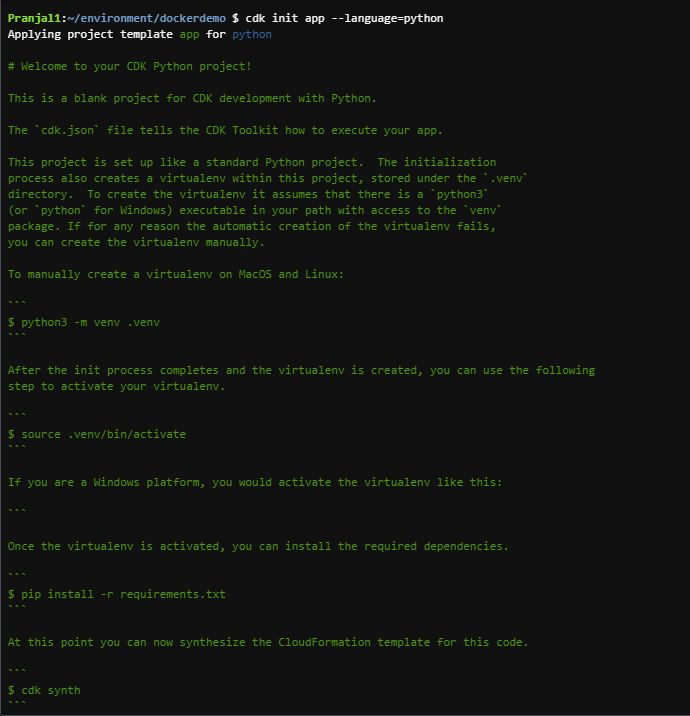 Pranjal1:~/environment/dockerdemo $ cdk init app --language=python
Applying project template app for python
# Welcome to your CDK Python project!
This is a blank project for CDK development with Python.
The `cdk.json` file tells the CDK Toolkit how to execute your app.
This project is set up like a standard Python project.  The initialization
process also creates a virtualenv within this project, stored under the `.venv`
directory.  To create the virtualenv it assumes that there is a `python3`
(or `python` for Windows) executable in your path with access to the `venv`
package. If for any reason the automatic creation of the virtualenv fails,
you can create the virtualenv manually.
To manually create a virtualenv on MacOS and Linux:
```
$ python3 -m venv .venv
```
After the init process completes and the virtualenv is created, you can use the following
step to activate your virtualenv.
```
$ source .venv/bin/activate
```
If you are a Windows platform, you would activate the virtualenv like this:
```
Once the virtualenv is activated, you can install the required dependencies.
```
$ pip install -r requirements.txt
```
At this point you can now synthesize the CloudFormation template for this code.
```
$ cdk synth
```